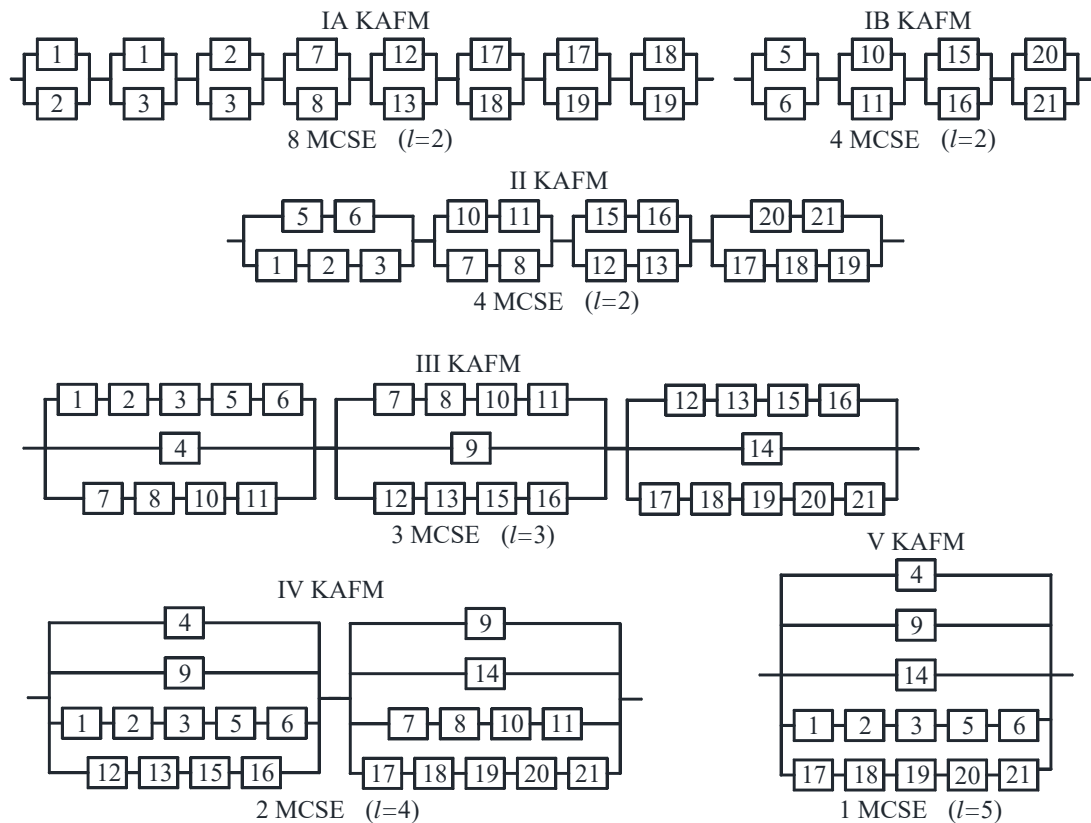 IA KAFM IB KAFM
1 1 2 7 12 17 17 18 5 10 15 20
2 3 3 8 13 18 19 19 6 11 16 21
8 MCSE (l=2) 4 MCSE (l=2)
II KAFM
5 6 10 11 15 16 20 21
1 2 3 7 8 12 13 17 18 19
4 MCSE (l=2)
III KAFM
1 2 3 5 6 7 8 10 11 12 13 15 16
4 9 14
7 8 10 11 12 13 15 16 17 18 19 20 21
3 MCSE (l=3)
IV KAFM
4 9
9 14
1 2 3 5 6 7 8 10 11
12 13 15 16 17 18 19 20 21
2 MCSE (l=4)
V KAFM
4
9
14
1 2 3 5 6
17 18 19 20 21
1 MCSE (l=5)